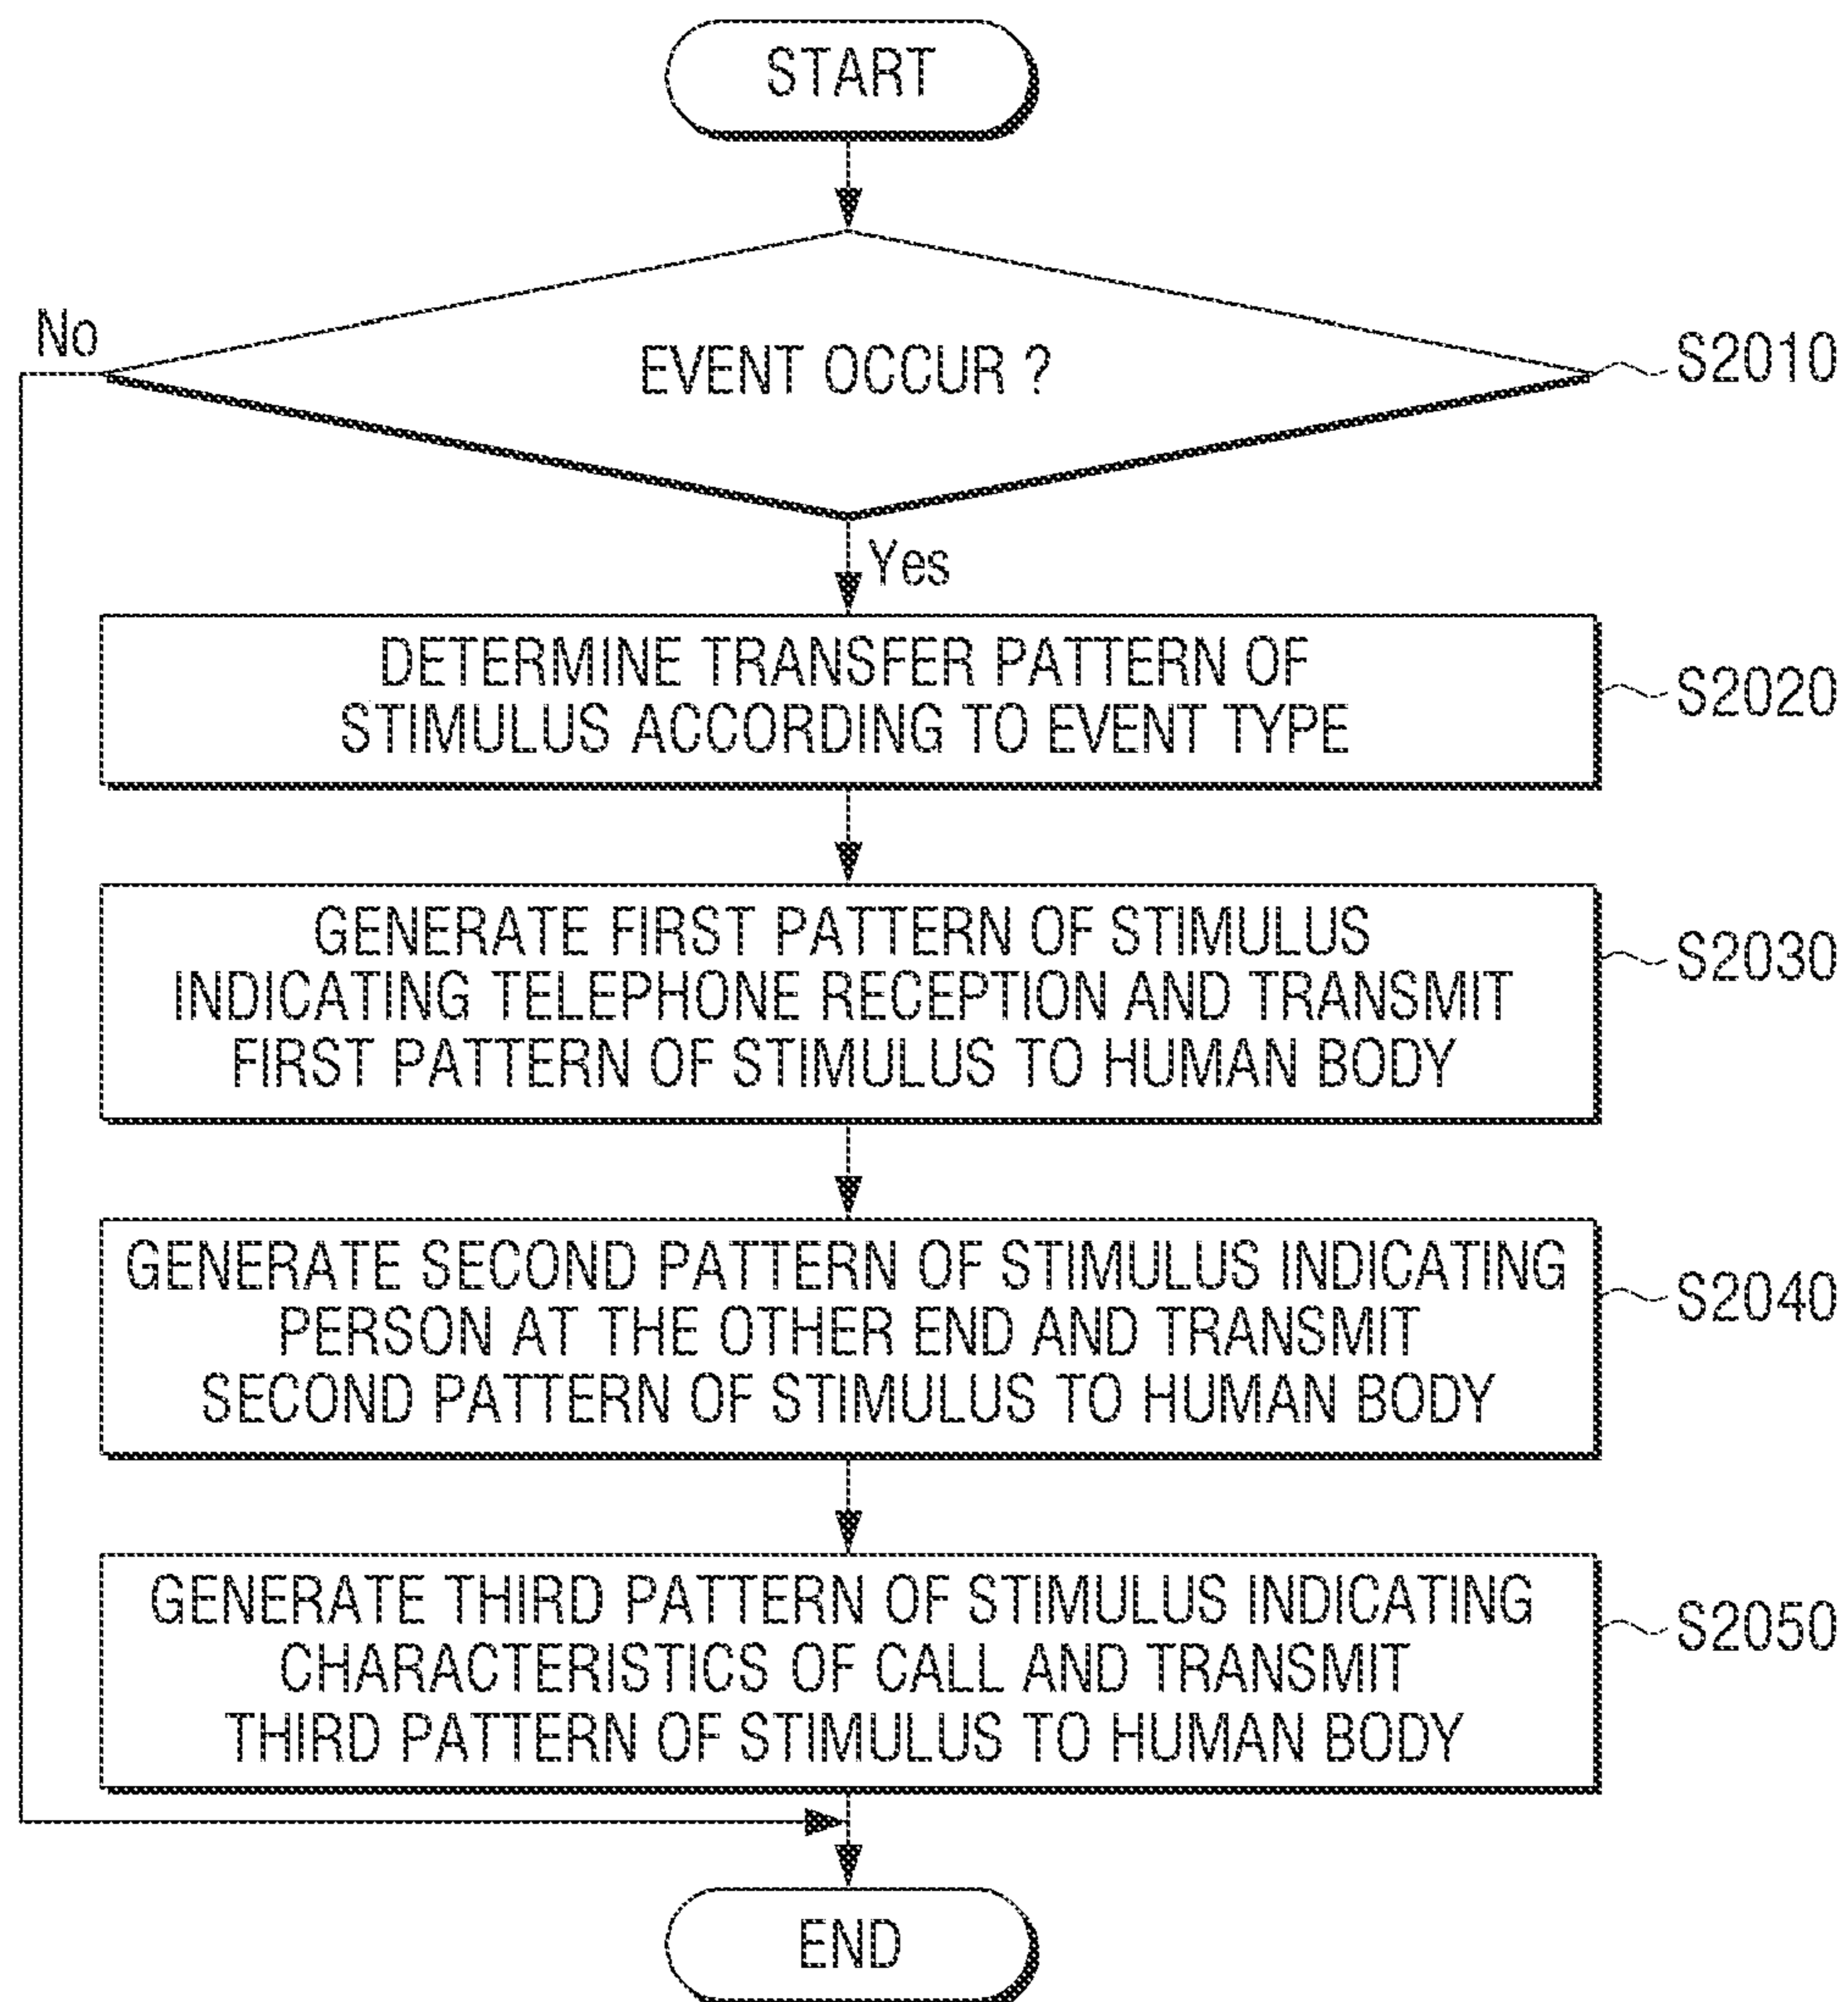 START
No
EVENT OCCUR ?
S2010
Yes
DETERMINE TRANSFER PATTERN OF
STIMULUS ACCORDING TO EVENT TYPE
S2020
GENERATE FIRST PATTERN OF STIMULUS
INDICATING TELEPHONE RECEPTION AND TRANSMIT
FIRST PATTERN OF STIMULUS TO HUMAN BODY
S2030
GENERATE SECOND PATTERN OF STIMULUS INDICATING
PERSON AT THE OTHER END AND TRANSMIT
SECOND PATTERN OF STIMULUS TO HUMAN BODY
S2040
GENERATE THIRD PATTERN OF STIMULUS INDICATING
CHARACTERISTICS OF CALL AND TRANSMIT
THIRD PATTERN OF STIMULUS TO HUMAN BODY
S2050
END